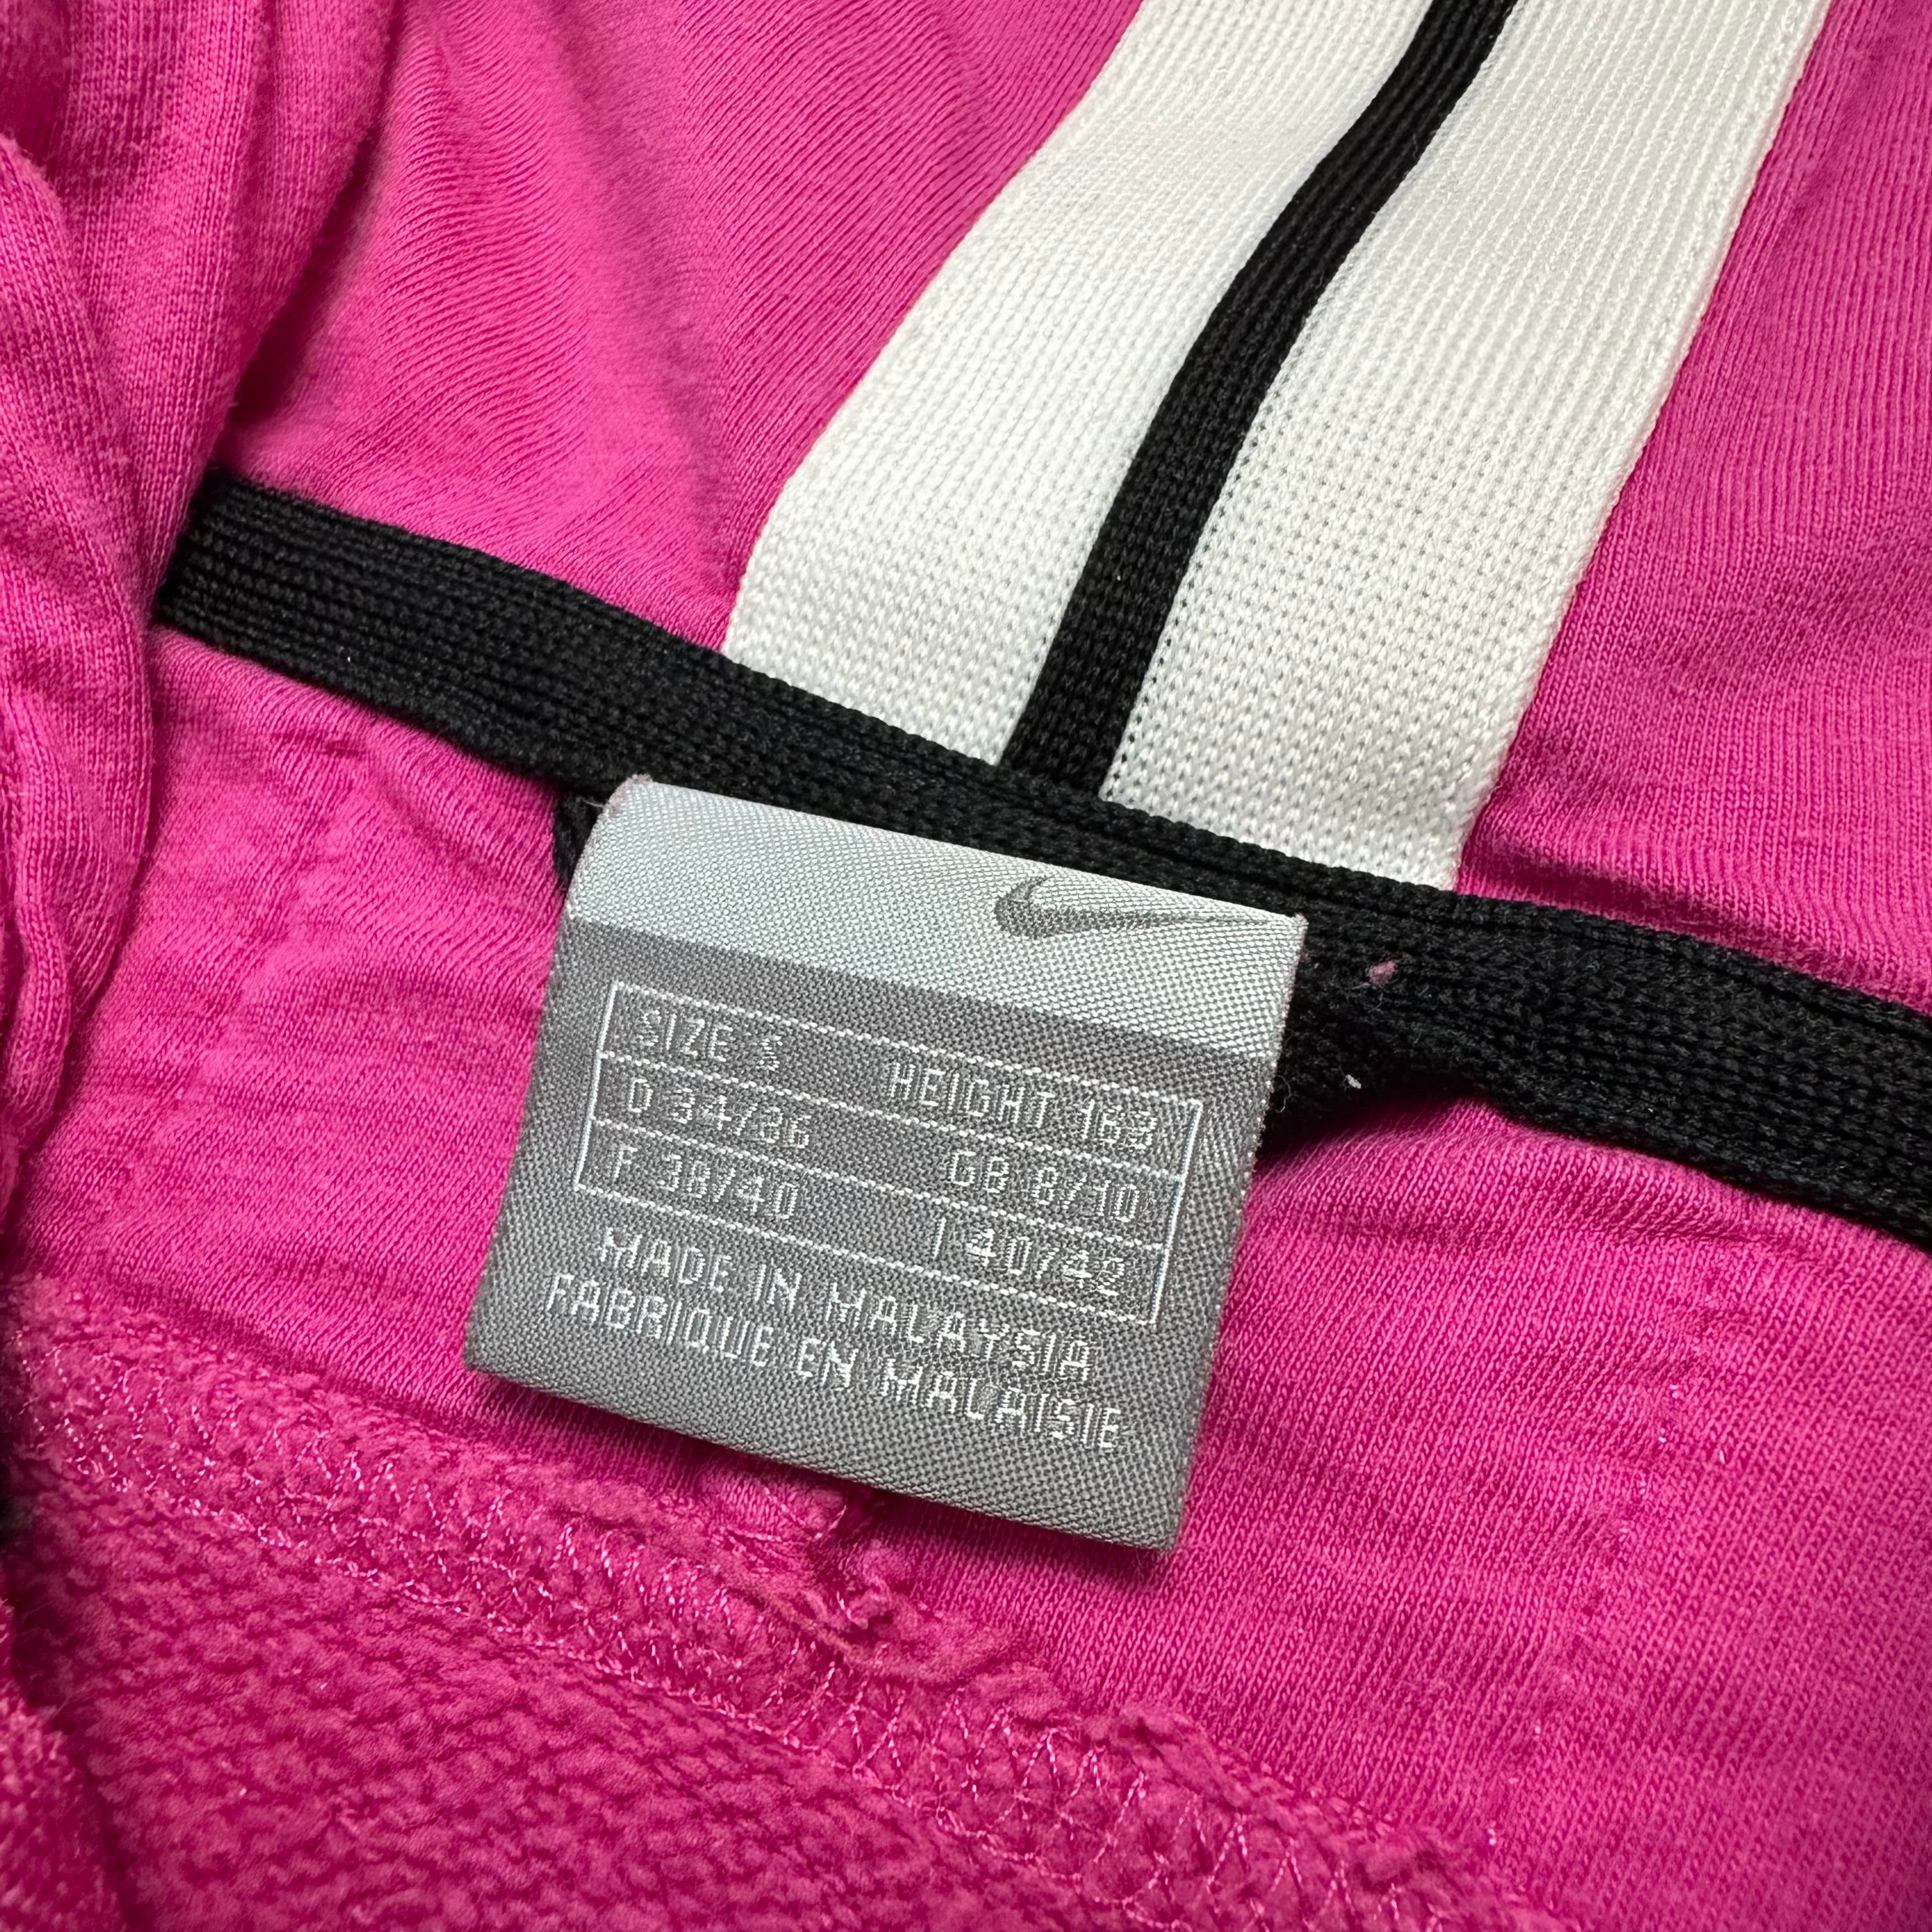 SIZE S HEIGHT 163
D 34/36 GB 8/10
F 38/40 I 40/42
MADE IN MALAYSIA
FABRIQUE EN MALAISIE